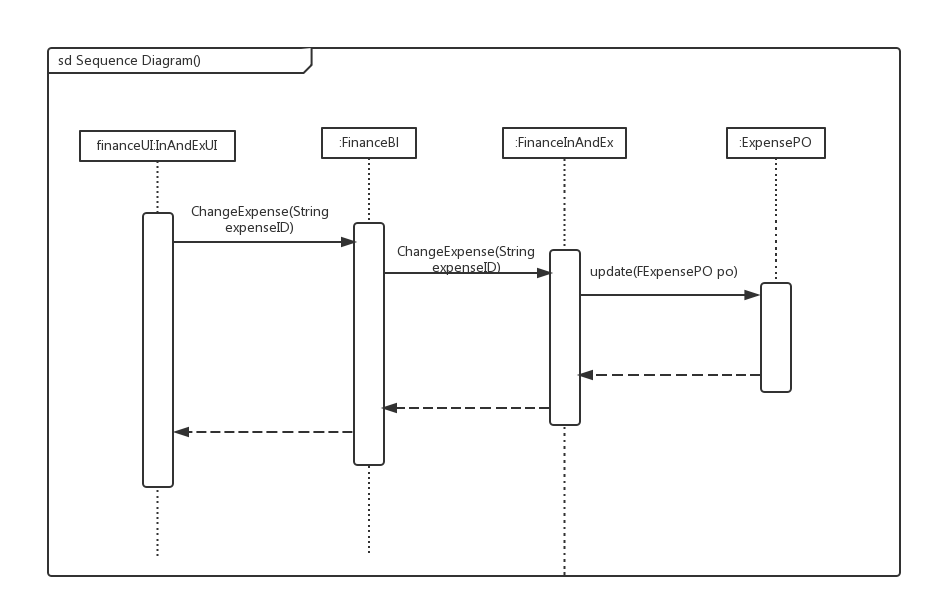 sd Sequence Diagram()
financeUI:InAndExUI
:FinanceBl
:FinanceInAndEx
:ExpensePO
ChangeExpense(String
expenseID)
ChangeExpense(String
expenseID)
update(FExpensePO po)